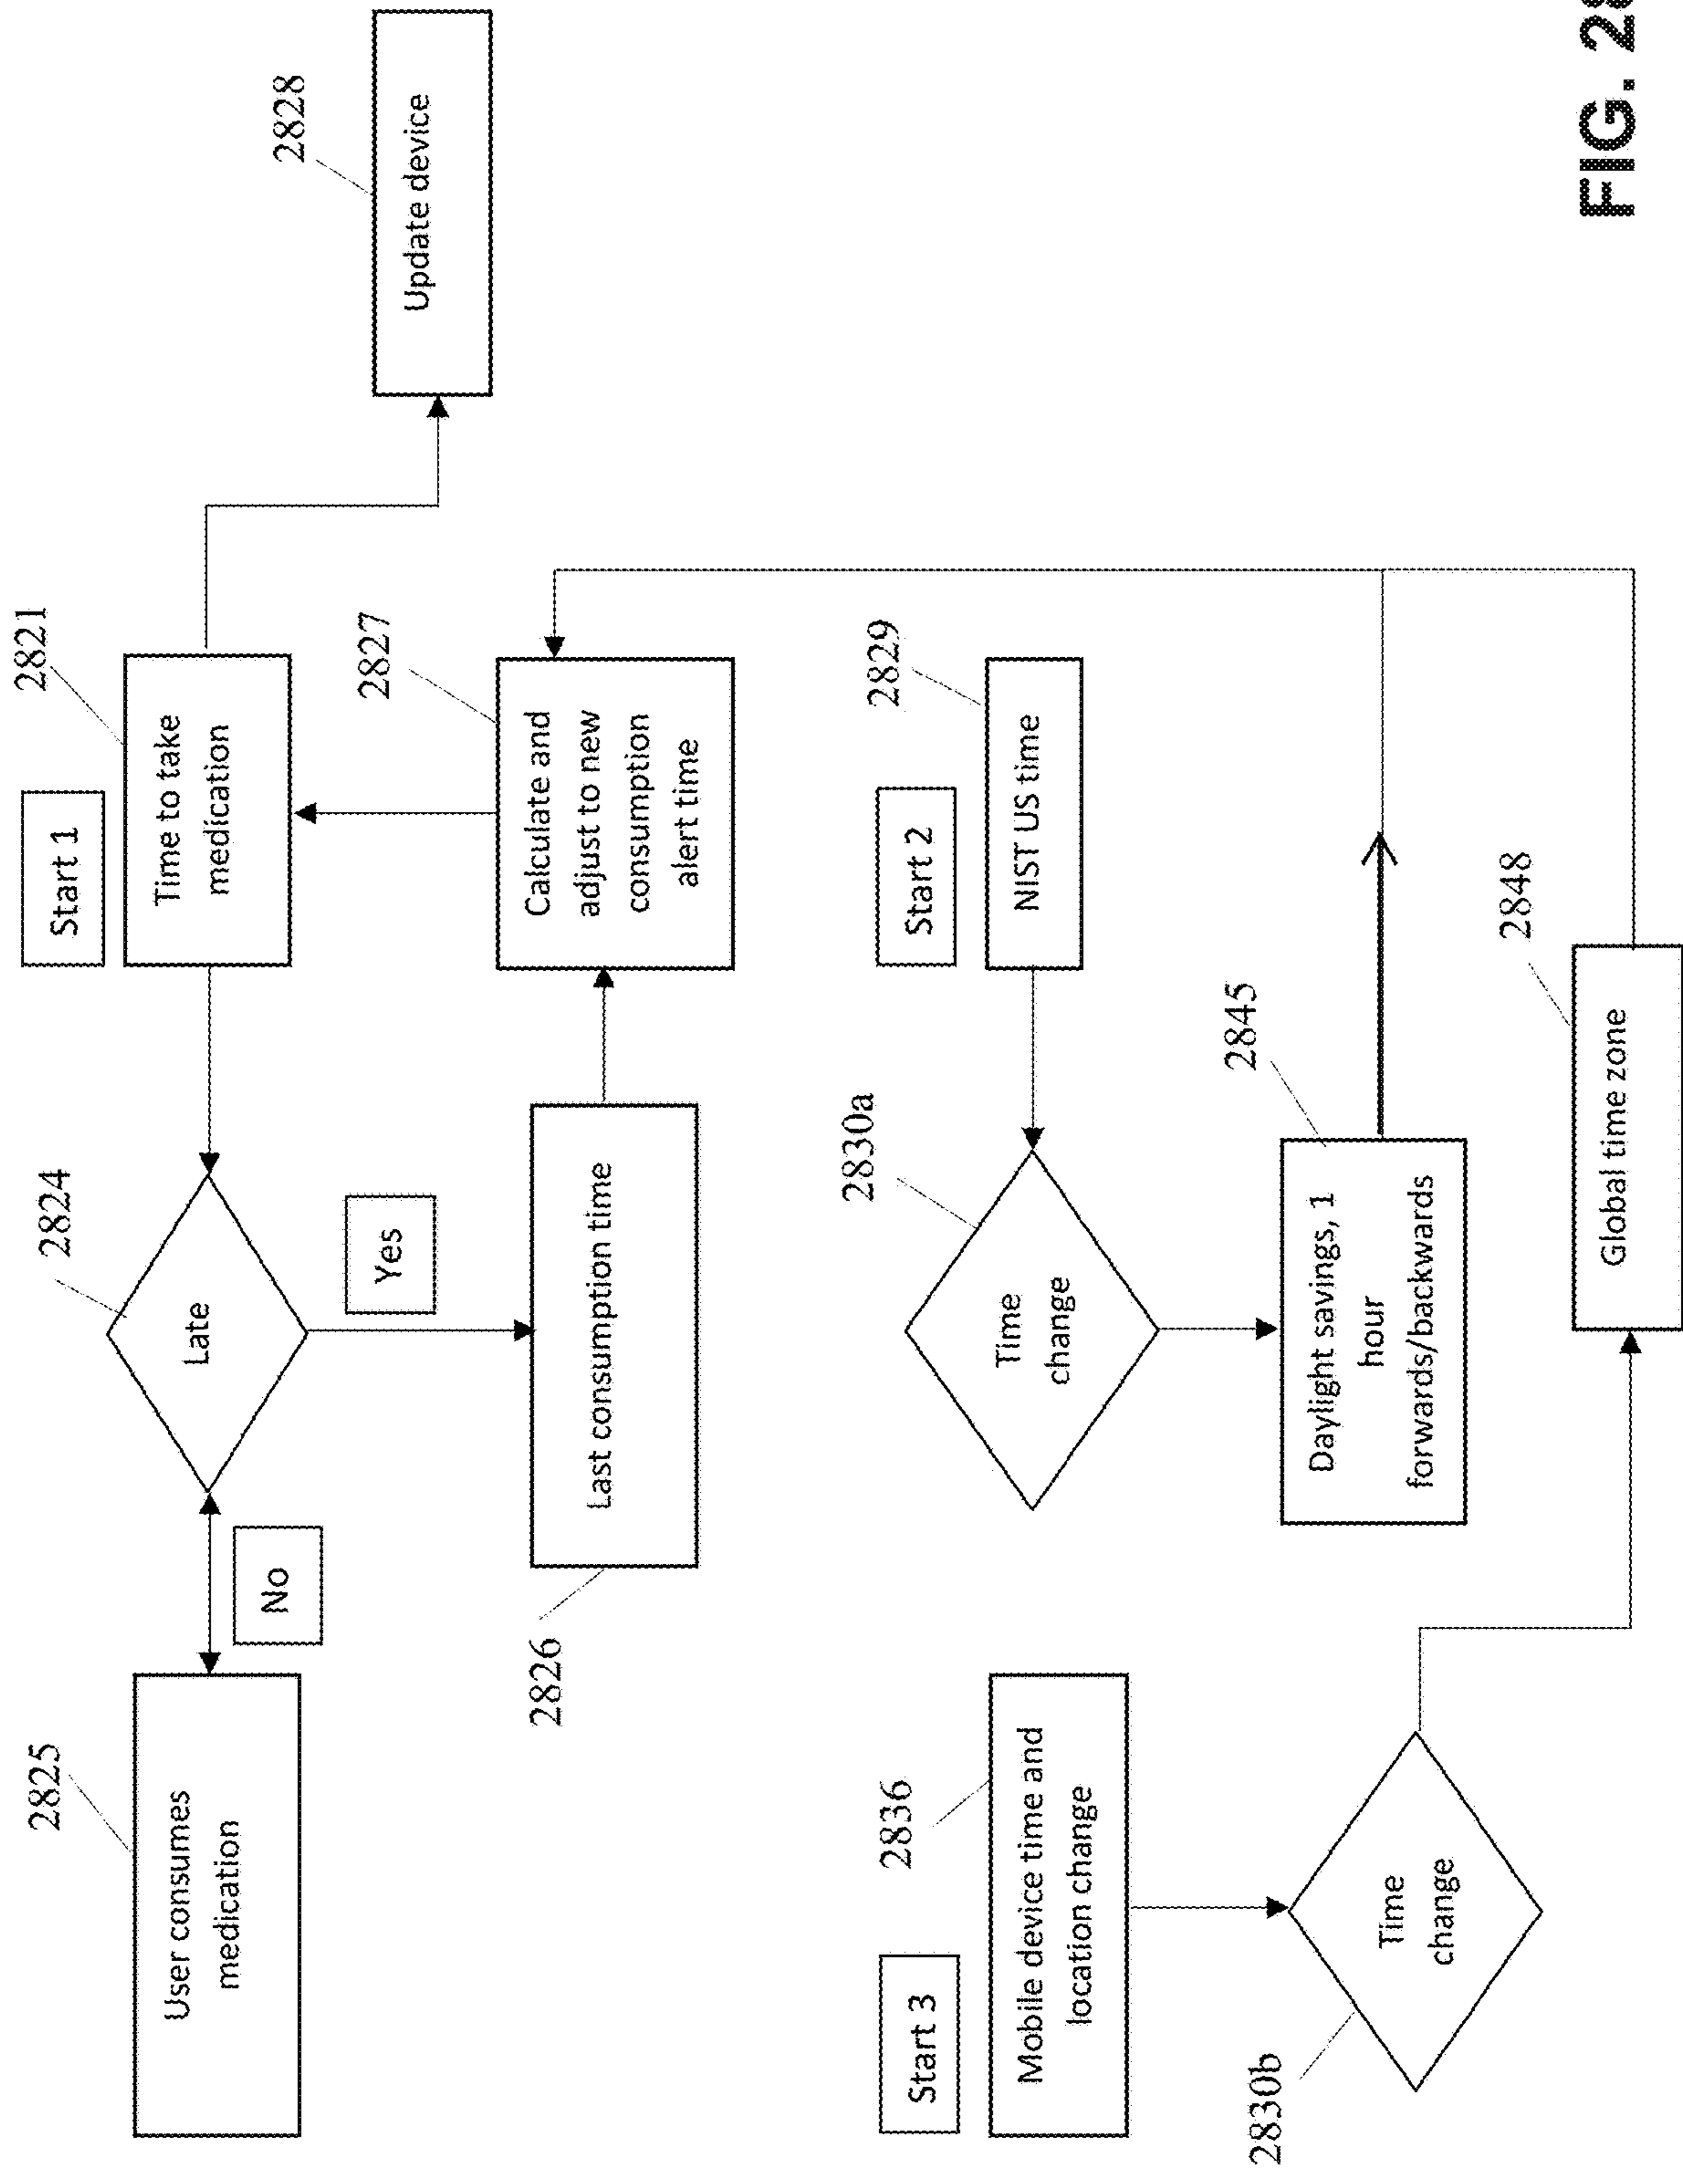 2825
2824
2821
Start 1
User consumes
medication
No
Late
Yes
Time to take
medication
2828
Update device
2826
Last consumption time
2827
Calculate and
adjust to new
consumption
alert time
Start 3
2836
Mobile device time and
location change
2830b
Time
change
2830a
Time
change
Start 2
2829
NIST US time
2845
Daylight savings, 1
hour
forwards/backwards
2848
Global time zone
FIG. 28